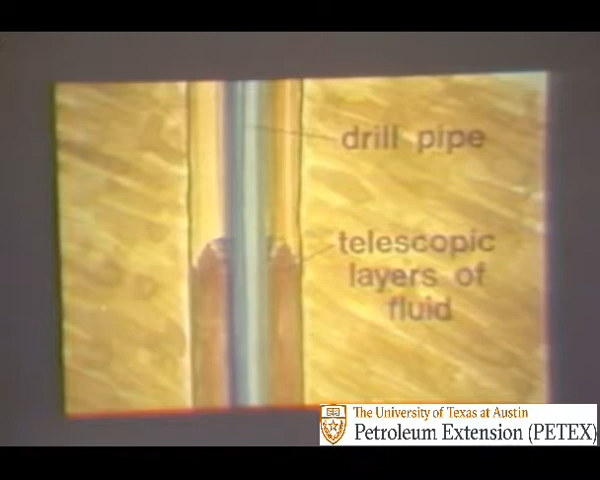 drill pipe
telescopic
layers of
fluid
The University of Texas at Austin
Petroleum Extension (PETEX)